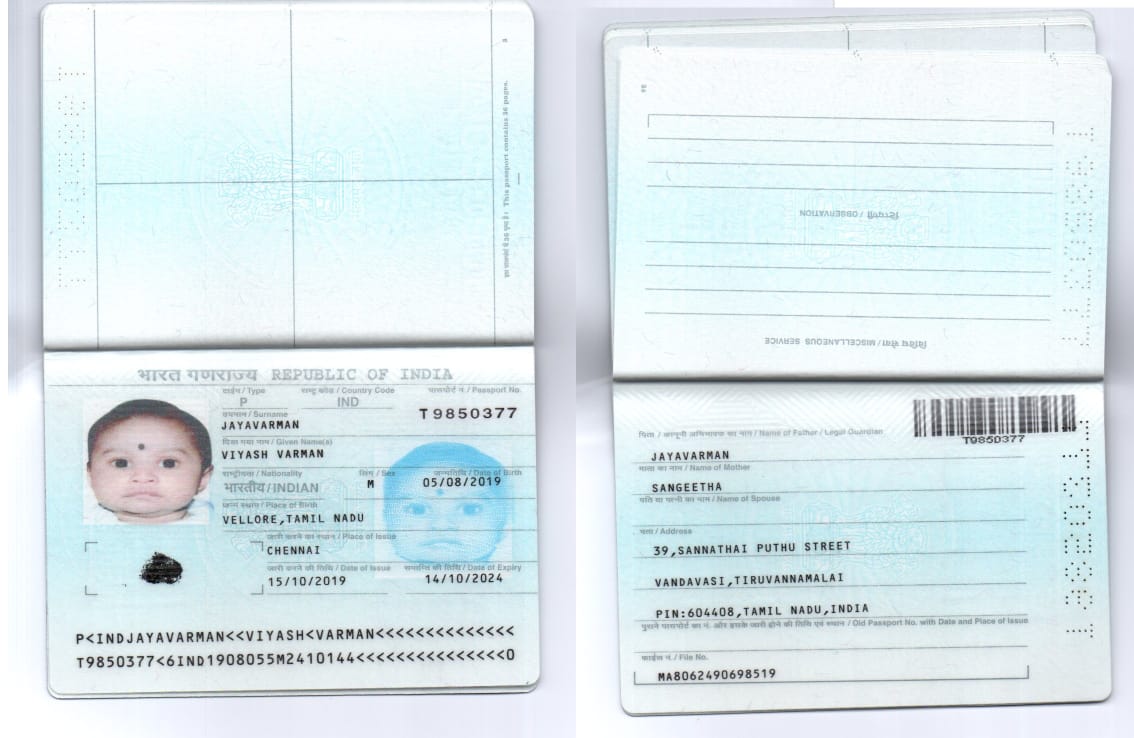 पृष्ठ पासपोर्ट में 36 पृष्ठ हैं। This passport contains 36 pages.
3
भारत गणराज्य REPUBLIC OF INDIA
टाईप / Type
राष्ट्र कोड / Country Code
पासपोर्ट नं. / Passport No.
P
IND
T 9850377
उपनाम / Surname
JAYAVARMAN
दिया गया नाम / Given Name(s)
VIYASH VARMAN
राष्ट्रीयता / Nationality
लिंग / Sex
जन्मतिथि / Date of Birth
भारतीय / INDIAN
M
05/08/2019
जन्म स्थान / Place of Birth
VELLORE,TAMIL NADU
जारी करने का स्थान / Place of Issue
CHENNAI
जारी करने की तिथि / Date of Issue
समाप्ति की तिथि / Date of Expiry
15/10/2019
14/10/2024
P<INDJAYAVARMAN<<VIYASH<VARMAN<<<<<<<<<<<<<<
T9850377<6IND1908055M2410144<<<<<<<<<<<<<<<0
टिप्पणी / OBSERVATION
विविध सेवा / MISCELLANEOUS SERVICE
T9850377
पिता / कानूनी अभिभावक का नाम / Name of Father / Legal Guardian
JAYAVARMAN
माता का नाम / Name of Mother
SANGEETHA
पति या पत्नी का नाम / Name of Spouse
पता / Address
39,SANNATHAI PUTHU STREET
VANDAVASI,TIRUVANNAMALAI
PIN:604408,TAMIL NADU,INDIA
पुराने पासपोर्ट का नं. और इसके जारी होने की तिथि एवं स्थान / Old Passport No. with Date and Place of Issue
फाईल नं. / File No.
MA8062490698519